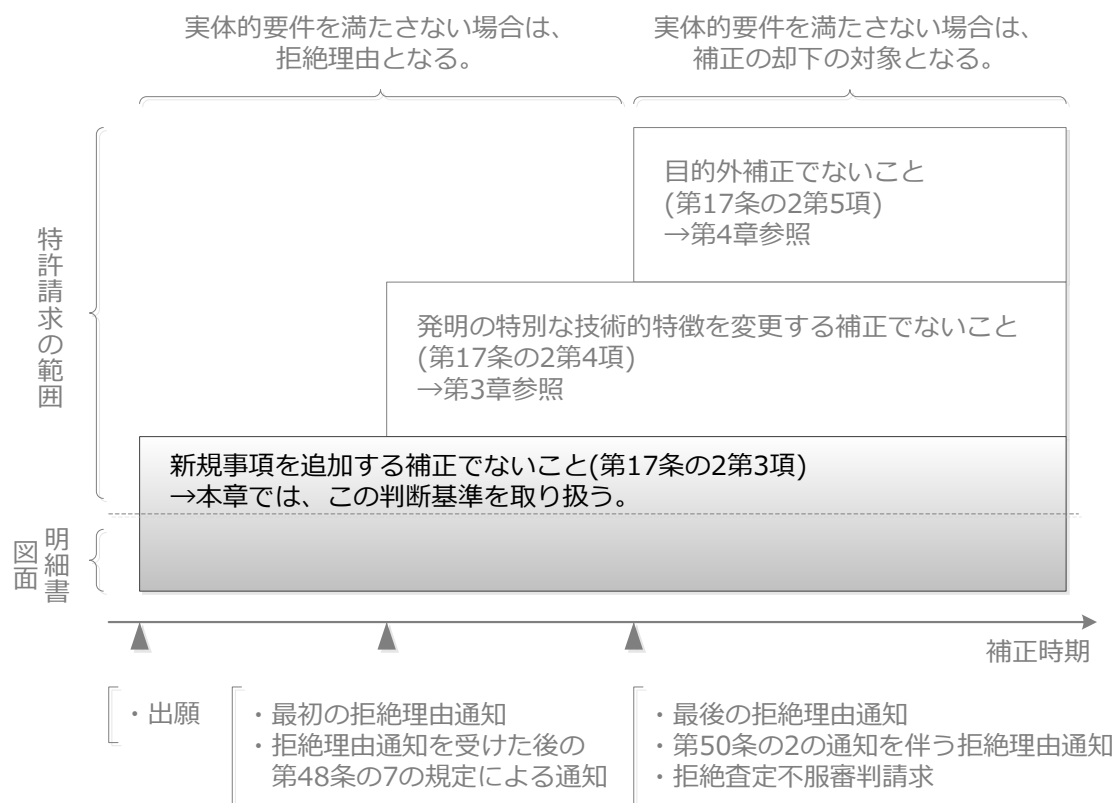 実体的要件を満たさない場合は、
拒絶理由となる。
実体的要件を満たさない場合は、
補正の却下の対象となる。
特許請求の範囲
目的外補正でないこと
(第17条の2第5項)
→第4章参照
発明の特別な技術的特徴を変更する補正でないこと
(第17条の2第4項)
→第3章参照
新規事項を追加する補正でないこと(第17条の2第3項)
→本章では、この判断基準を取り扱う。
明細書
図面
補正時期
・出願
・最初の拒絶理由通知
・拒絶理由通知を受けた後の
第48条の7の規定による通知
・最後の拒絶理由通知
・第50条の2の通知を伴う拒絶理由通知
・拒絶査定不服審判請求